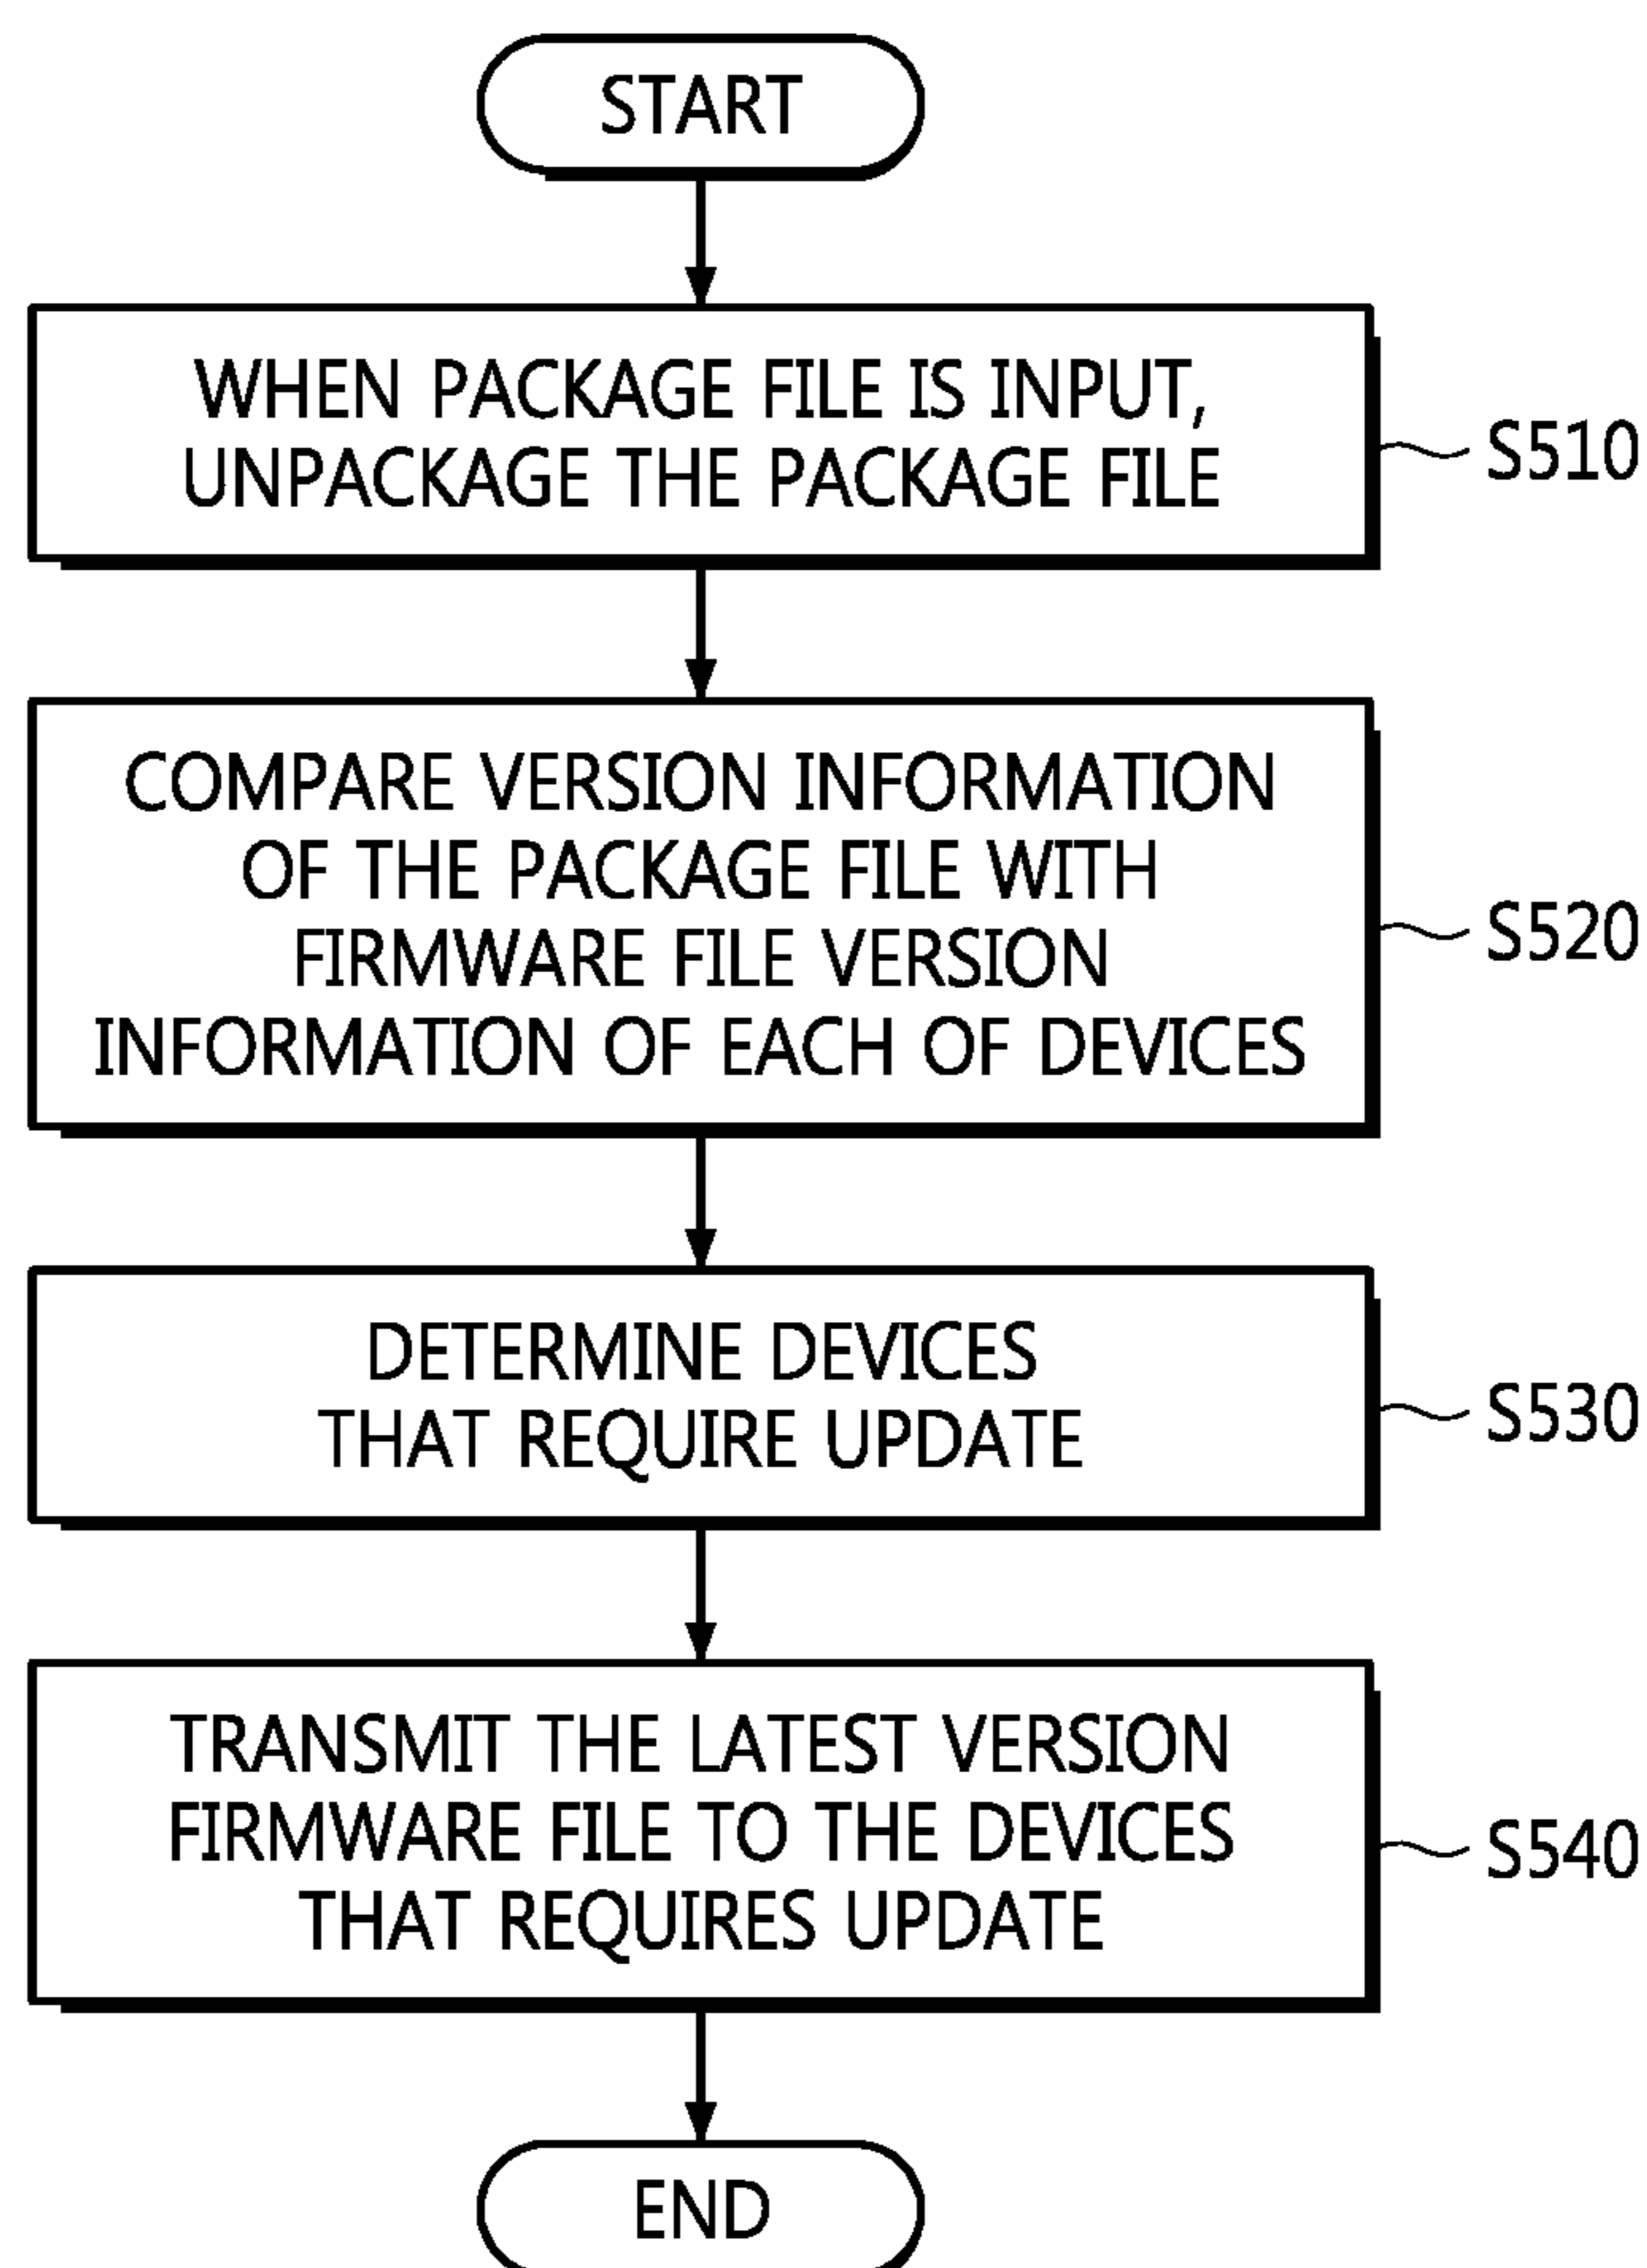 START
WHEN PACKAGE FILE IS INPUT,
UNPACKAGE THE PACKAGE FILE
S510
COMPARE VERSION INFORMATION
OF THE PACKAGE FILE WITH
FIRMWARE FILE VERSION
INFORMATION OF EACH OF DEVICES
S520
DETERMINE DEVICES
THAT REQUIRE UPDATE
S530
TRANSMIT THE LATEST VERSION
FIRMWARE FILE TO THE DEVICES
THAT REQUIRES UPDATE
S540
END